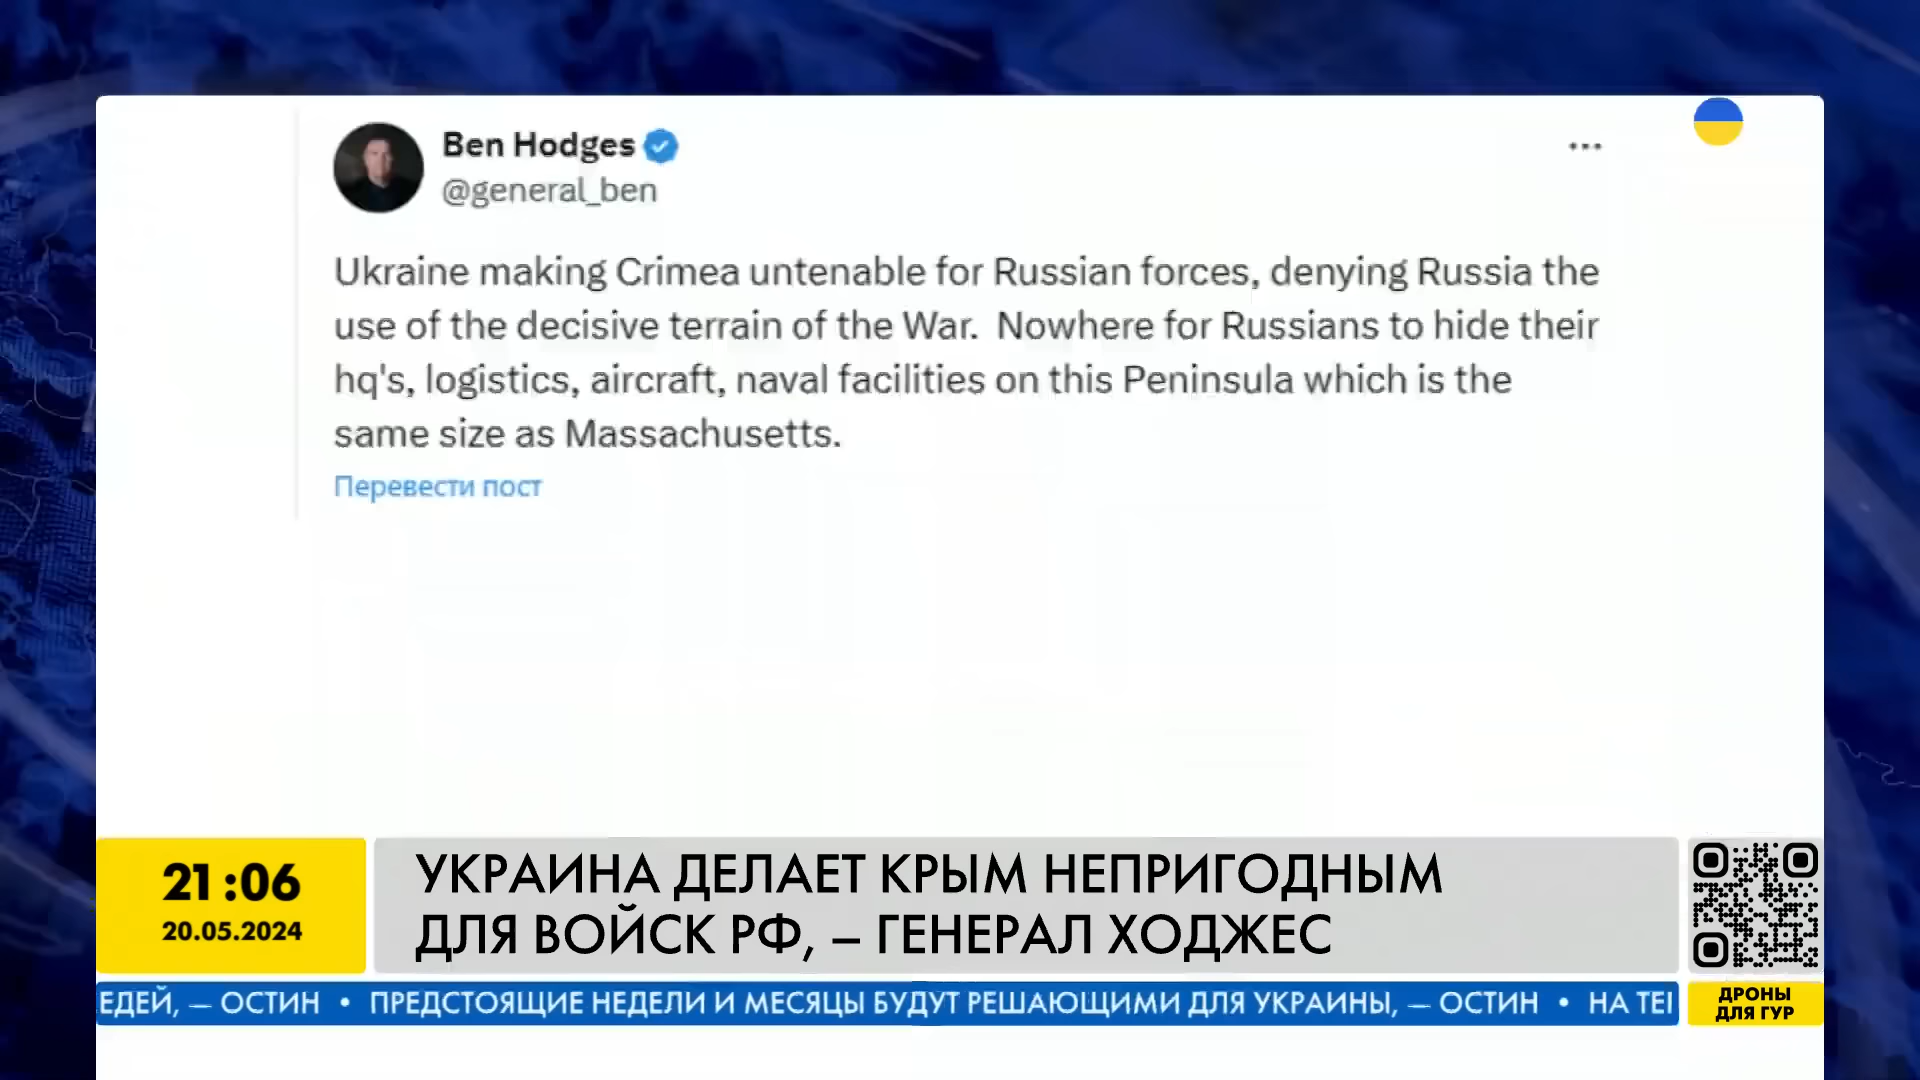 Ben Hodges
@general_ben
Ukraine making Crimea untenable for Russian forces, denying Russia the
use of the decisive terrain of the War. Nowhere for Russians to hide their
hq's, logistics, aircraft, naval facilities on this Peninsula which is the
same size as Massachusetts.
Перевести пост
21:06
20.05.2024
УКРАИНА ДЕЛАЕТ КРЫМ НЕПРИГОДНЫМ
ДЛЯ ВОЙСК РФ, – ГЕНЕРАЛ ХОДЖЕС
ЕДЕЙ, — ОСТИН • ПРЕДСТОЯЩИЕ НЕДЕЛИ И МЕСЯЦЫ БУДУТ РЕШАЮЩИМИ ДЛЯ УКРАИНЫ, — ОСТИН • НА
ДРОНЫ
ДЛЯ ГУР